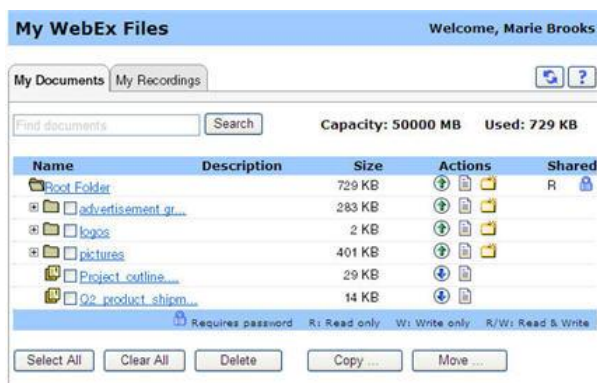 My WebEx Files Welcome, Marie Brooks
My Documents My Recordings ?
Find documents Search Capacity: 50000 MB Used: 729 KB
Name Description Size Actions Shared
Root Folder 729 KB R
advertisement gr... 283 KB
logos 2 KB
pictures 401 KB
Project outline.... 29 KB
Q2 product shipm... 14 KB
Requires password R: Read only W: Write only R/W: Read & Write
Select All Clear All Delete Copy ... Move ...